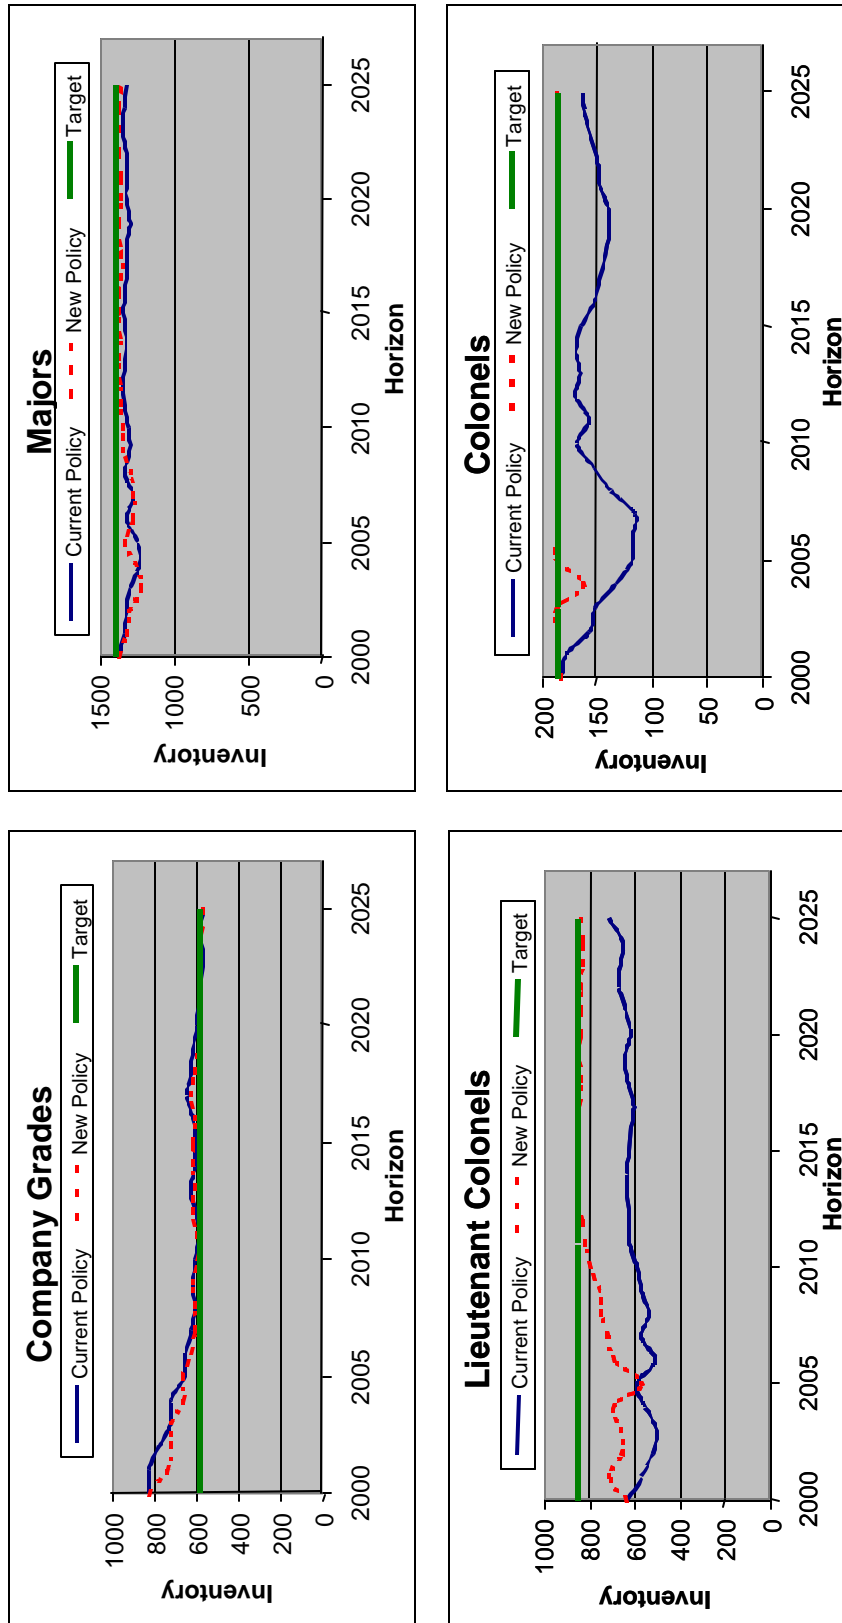 Company Grades
Current Policy New Policy Target
Inventory
1000
800
600
400
200
0
2000 2005 2010 2015 2020 2025
Horizon
Majors
Current Policy New Policy Target
Inventory
1500
1000
500
0
2000 2005 2010 2015 2020 2025
Horizon
Lieutenant Colonels
Current Policy New Policy Target
Inventory
1000
800
600
400
200
0
2000 2005 2010 2015 2020 2025
Horizon
Colonels
Current Policy New Policy Target
Inventory
200
150
100
50
0
2000 2005 2010 2015 2020 2025
Horizon